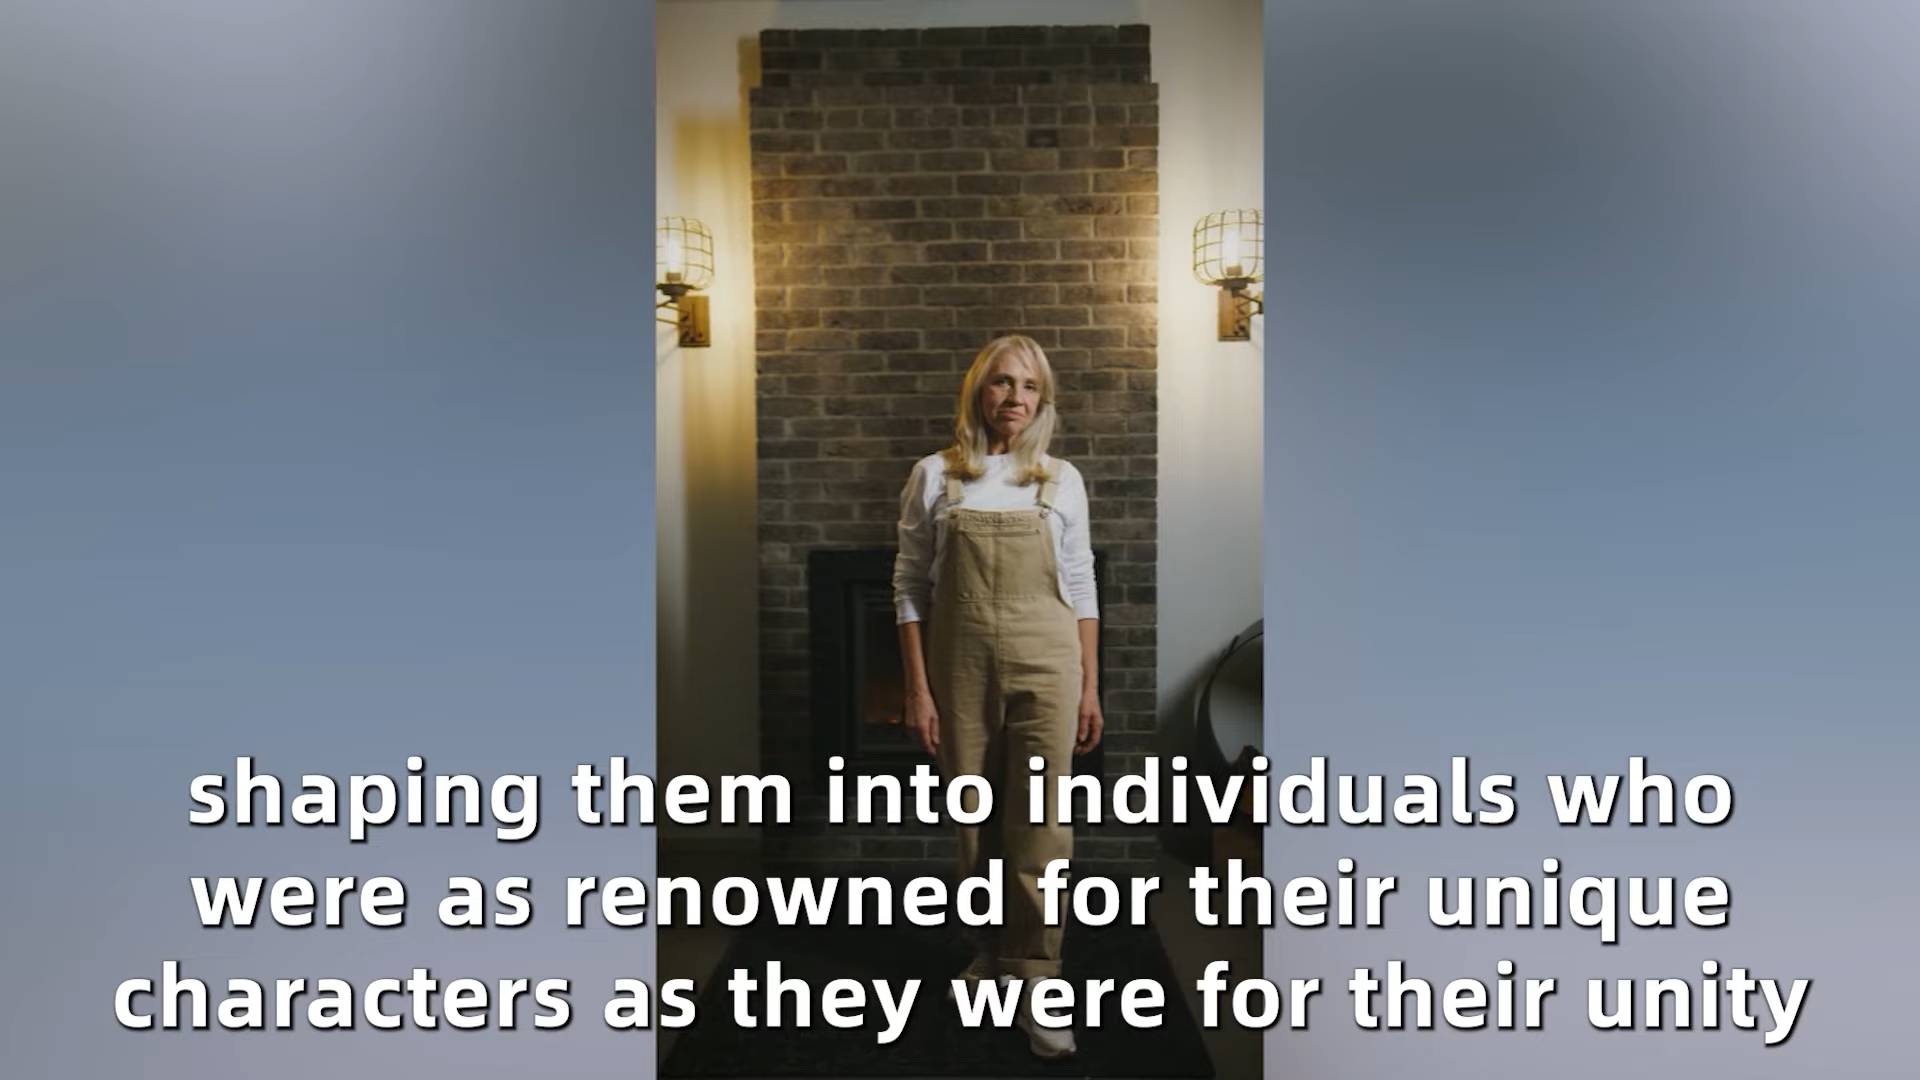 shaping them into individuals who
were as renowned for their unique
characters as they were for their unity